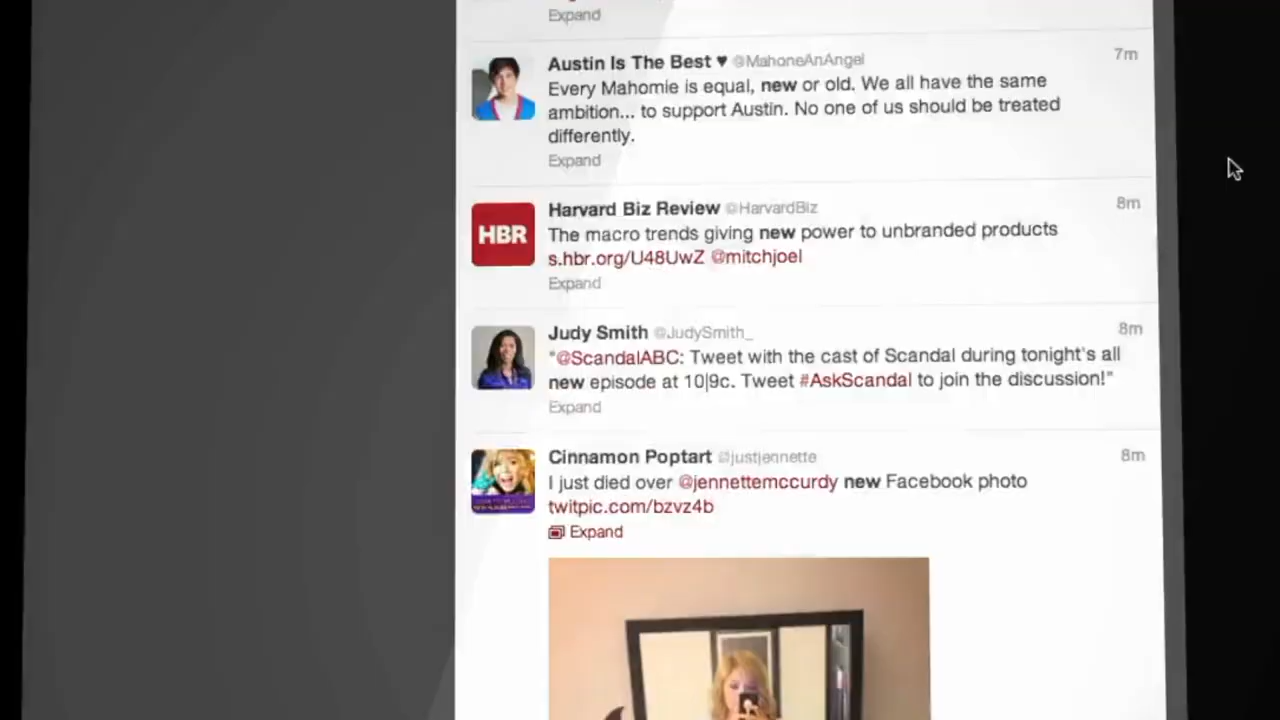 Expand
Austin Is The Best ♥ @MahoneAnAngel 7m
Every Mahomie is equal, new or old. We all have the same
ambition... to support Austin. No one of us should be treated
differently.
Expand
Harvard Biz Review @HarvardBiz 8m
HBR
The macro trends giving new power to unbranded products
s.hbr.org/U48UwZ @mitchjoel
Expand
Judy Smith @JudySmith_ 8m
"@ScandalABC: Tweet with the cast of Scandal during tonight's all
new episode at 10|9c. Tweet #AskScandal to join the discussion!"
Expand
Cinnamon Poptart @justjennette 8m
I just died over @jennettemccurdy new Facebook photo
twitpic.com/bzvz4b
Expand